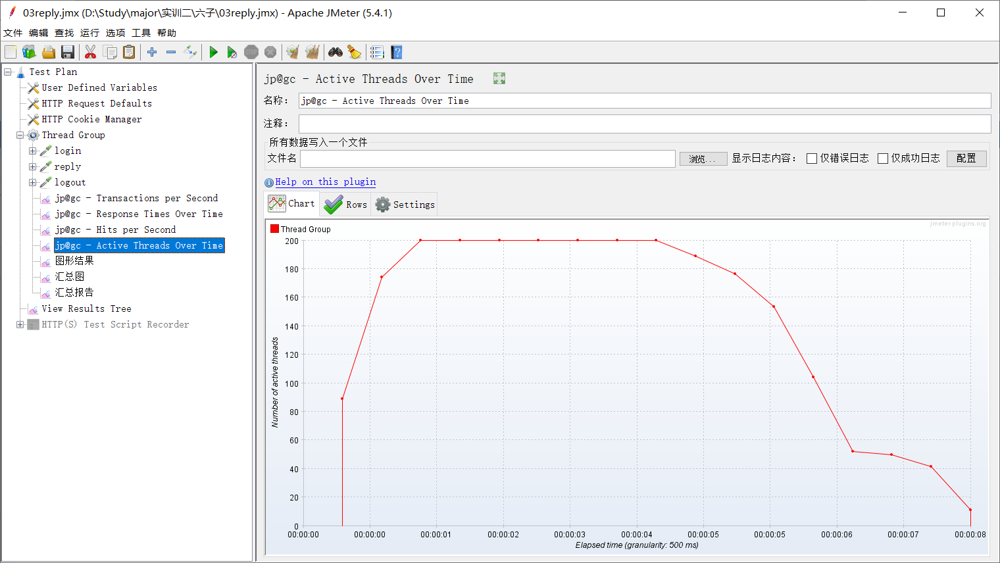 03reply.jmx (D:\Study\major\实训二\六子\03reply.jmx) - Apache JMeter (5.4.1)
文件 编辑 查找 运行 选项 工具 帮助
STOP
Test Plan
User Defined Variables
HTTP Request Defaults
HTTP Cookie Manager
Thread Group
login
reply
logout
jp@gc - Transactions per Second
jp@gc - Response Times Over Time
jp@gc - Hits per Second
jp@gc - Active Threads Over Time
图形结果
汇总图
汇总报告
View Results Tree
HTTP(S) Test Script Recorder
jp@gc - Active Threads Over Time
名称： jp@gc - Active Threads Over Time
注释：
所有数据写入一个文件
文件名 浏览... 显示日志内容： 仅错误日志 仅成功日志 配置
Help on this plugin
Chart Rows Settings
jmeter-plugins.org
Thread Group
200
180
160
140
120
100
80
60
40
20
0
Number of active threads
00:00:00 00:00:00 00:00:01 00:00:02 00:00:03 00:00:04 00:00:05 00:00:05 00:00:06 00:00:07 00:00:08
Elapsed time (granularity: 500 ms)